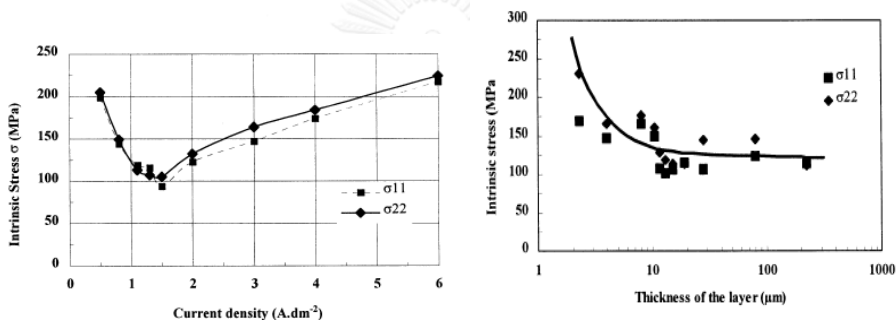 250
200
150
100
50
0
0 1 2 3 4 5 6
Intrinsic Stress σ (MPa)
Current density (A.dm-2)
σ11
σ22
300
250
200
150
100
50
0
1 10 100 1000
Intrinsic stress (MPa
Thickness of the layer (µm)
σ11
σ22